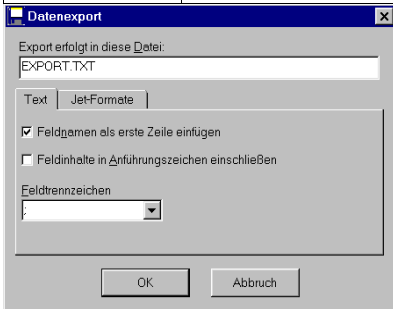 Datenexport
Export erfolgt in diese Datei:
EXPORT.TXT
Text Jet-Formate
Feldnamen als erste Zeile einfügen
Feldinhalte in Anführungszeichen einschließen
Feldtrennzeichen
;
OK Abbruch